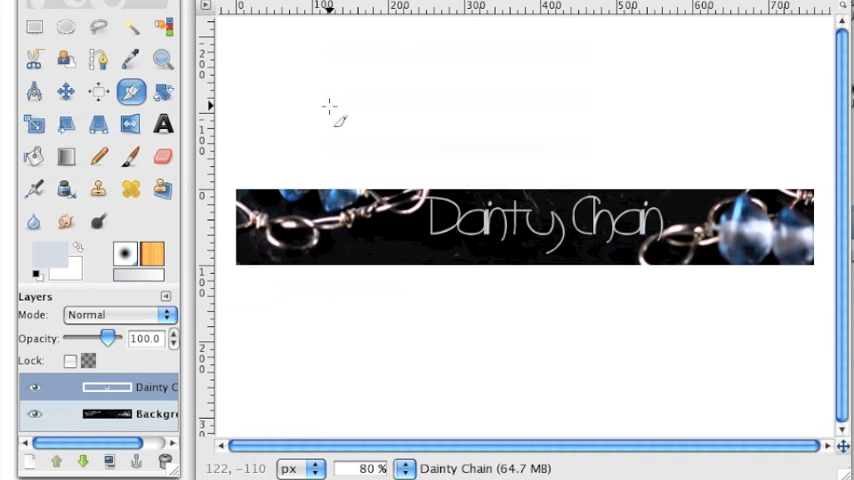 0 100 200 300 400 500 600 700
Dainty Chain
Layers
Mode: Normal
Opacity: 100.0
Lock:
Dainty C
Backgr
122, -110 px 80 % Dainty Chain (64.7 MB)